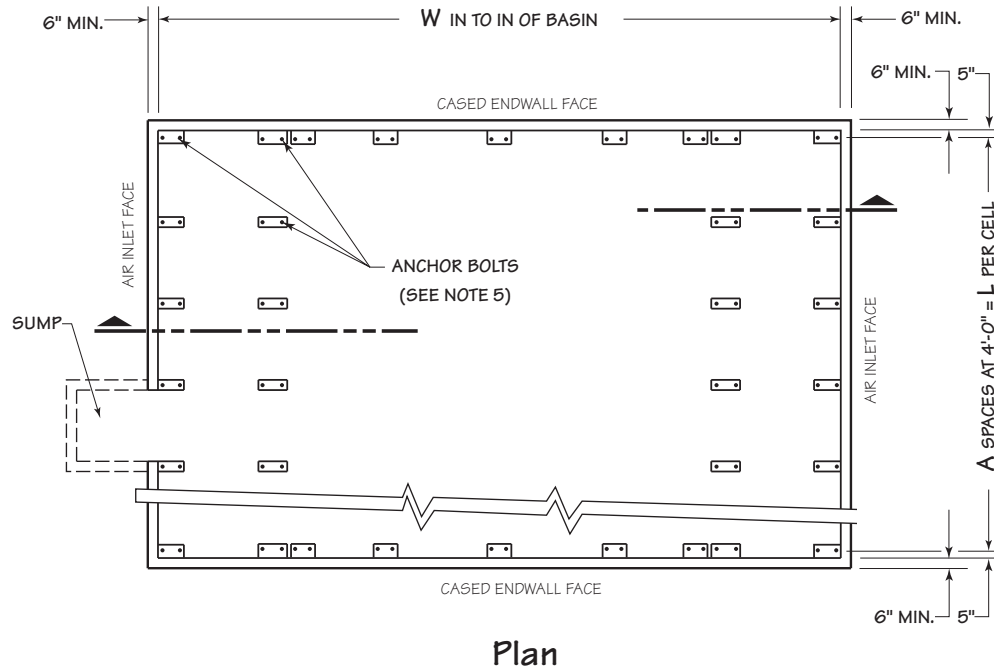 6" MIN.
W IN TO IN OF BASIN
6" MIN.
6" MIN.
5"
CASED ENDWALL FACE
AIR INLET FACE
ANCHOR BOLTS
(SEE NOTE 5)
SUMP
AIR INLET FACE
A SPACES AT 4'-0" = L PER CELL
CASED ENDWALL FACE
6" MIN.
5"
Plan